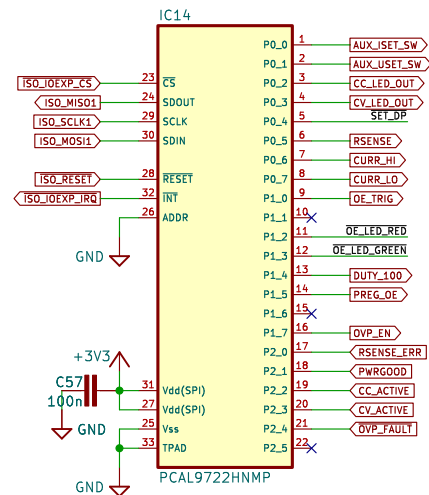 IC14
ISO_IOEXP_CS 23 CS
ISO_MISO1 24 SDOUT
ISO_SCLK1 29 SCLK
ISO_MOSI1 30 SDIN
ISO_RESET 28 RESET
ISO_IOEXP_IRQ 32 INT
26 ADDR
GND
+3V3
C57
100n
GND
31 Vdd(SPI)
27 Vdd(SPI)
25 Vss
33 TPAD
GND
P0_0 1 AUX_ISET_SW
P0_1 2 AUX_USET_SW
P0_2 3 CC_LED_OUT
P0_3 4 CV_LED_OUT
P0_4 5 SET_DP
P0_5 6 RSENSE
P0_6 7 CURR_HI
P0_7 8 CURR_LO
P1_0 9 OE_TRIG
P1_1 10
P1_2 11 OE_LED_RED
P1_3 12 OE_LED_GREEN
P1_4 13 DUTY_100
P1_5 14 PREG_OE
P1_6 15
P1_7 16 OVP_EN
P2_0 17 RSENSE_ERR
P2_1 18 PWRGOOD
P2_2 19 CC_ACTIVE
P2_3 20 CV_ACTIVE
P2_4 21 OVP_FAULT
P2_5 22
PCAL9722HNMP